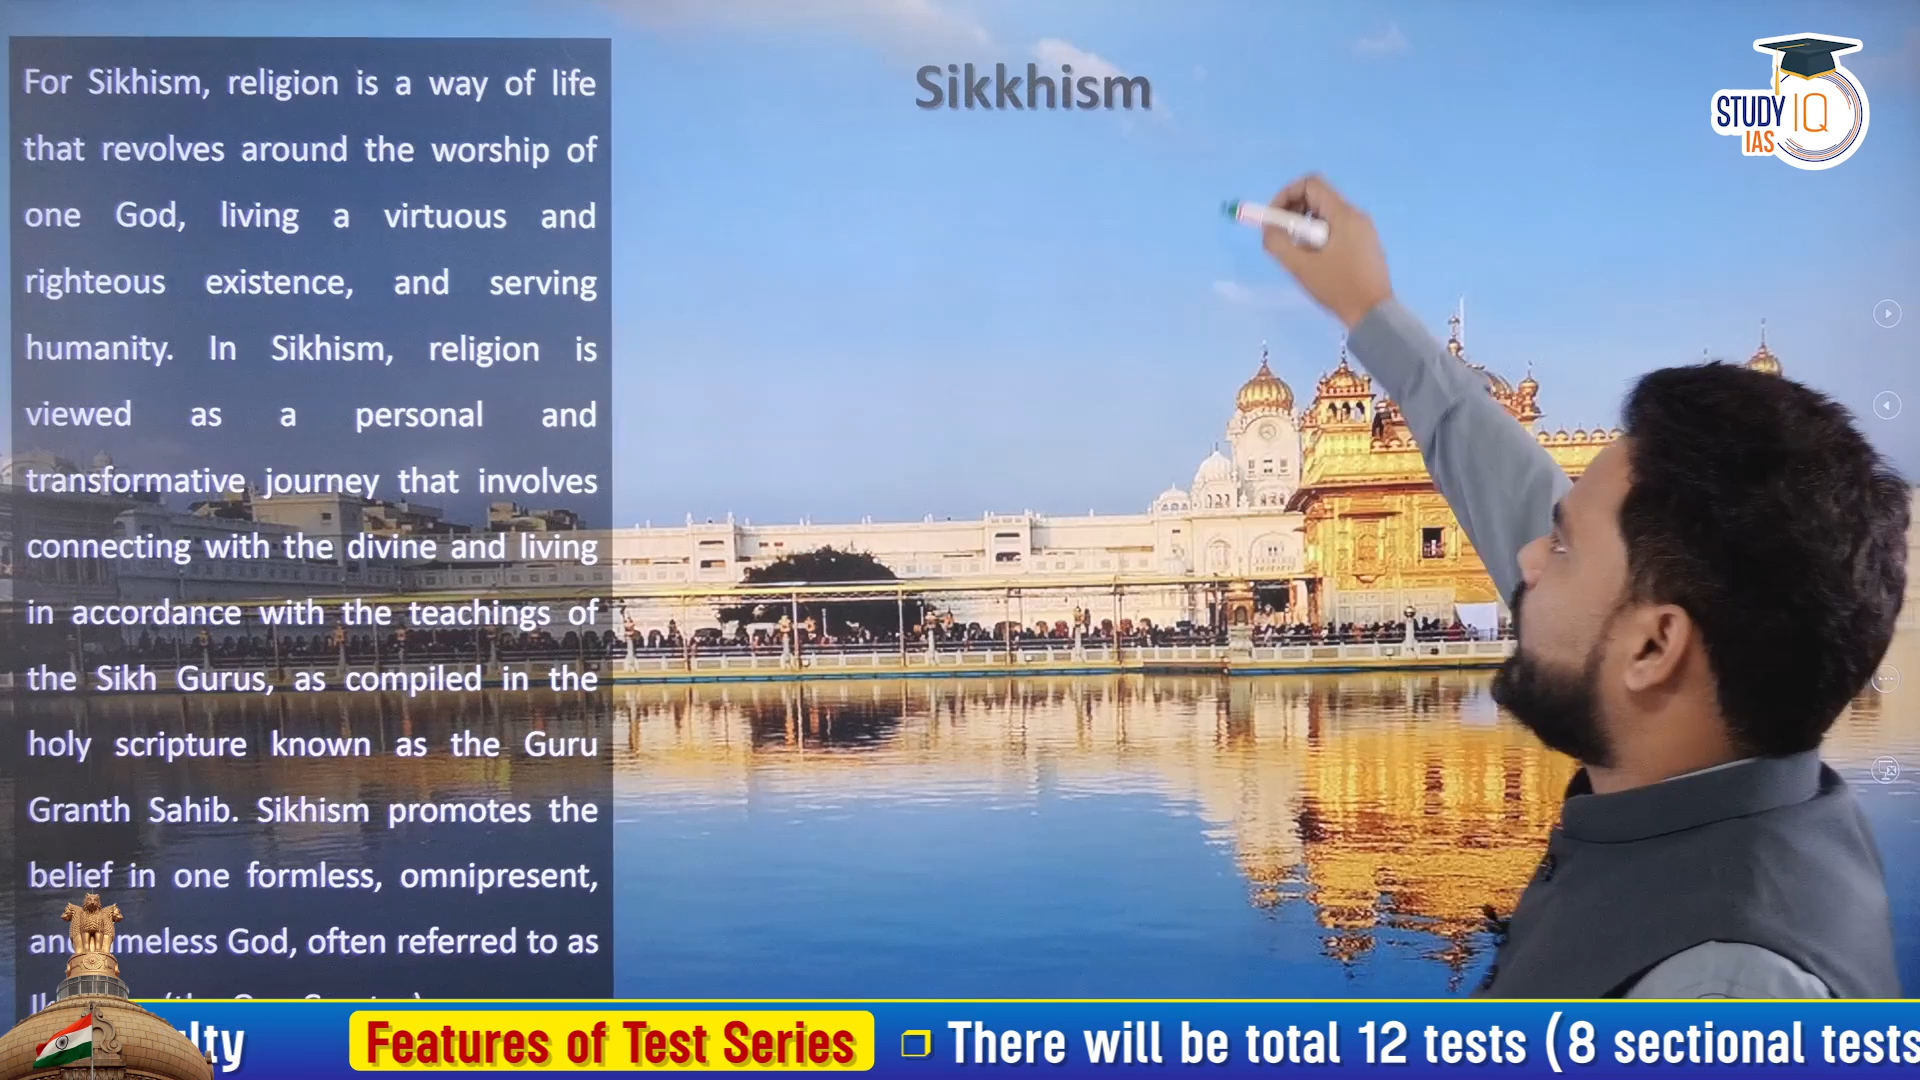 For Sikhism, religion is a way of life
that revolves around the worship of
one God, living a virtuous and
righteous existence, and serving
humanity. In Sikhism, religion is
viewed as a personal and
transformative journey that involves
connecting with the divine and living
in accordance with the teachings of
the Sikh Gurus, as compiled in the
holy scripture known as the Guru
Granth Sahib. Sikhism promotes the
belief in one formless, omnipresent,
God, often referred to as
Sikkhism
STUDY IQ
IAS
Features of Test Series
There will be total 12 tests (8 sectional tests